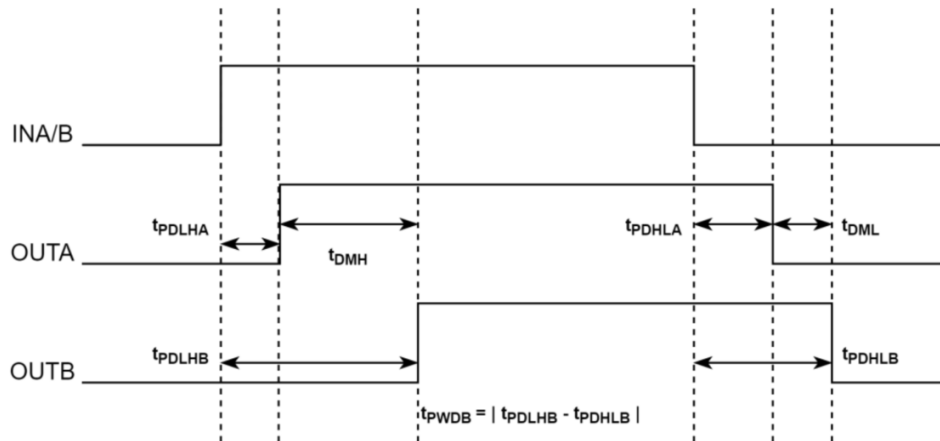 INA/B
tPDLHA
tPDHLA
tDML
OUTA
tDMH
tPDLHB
tPDHLB
OUTB
tPWDB = | tPDLHB - tPDHLB |